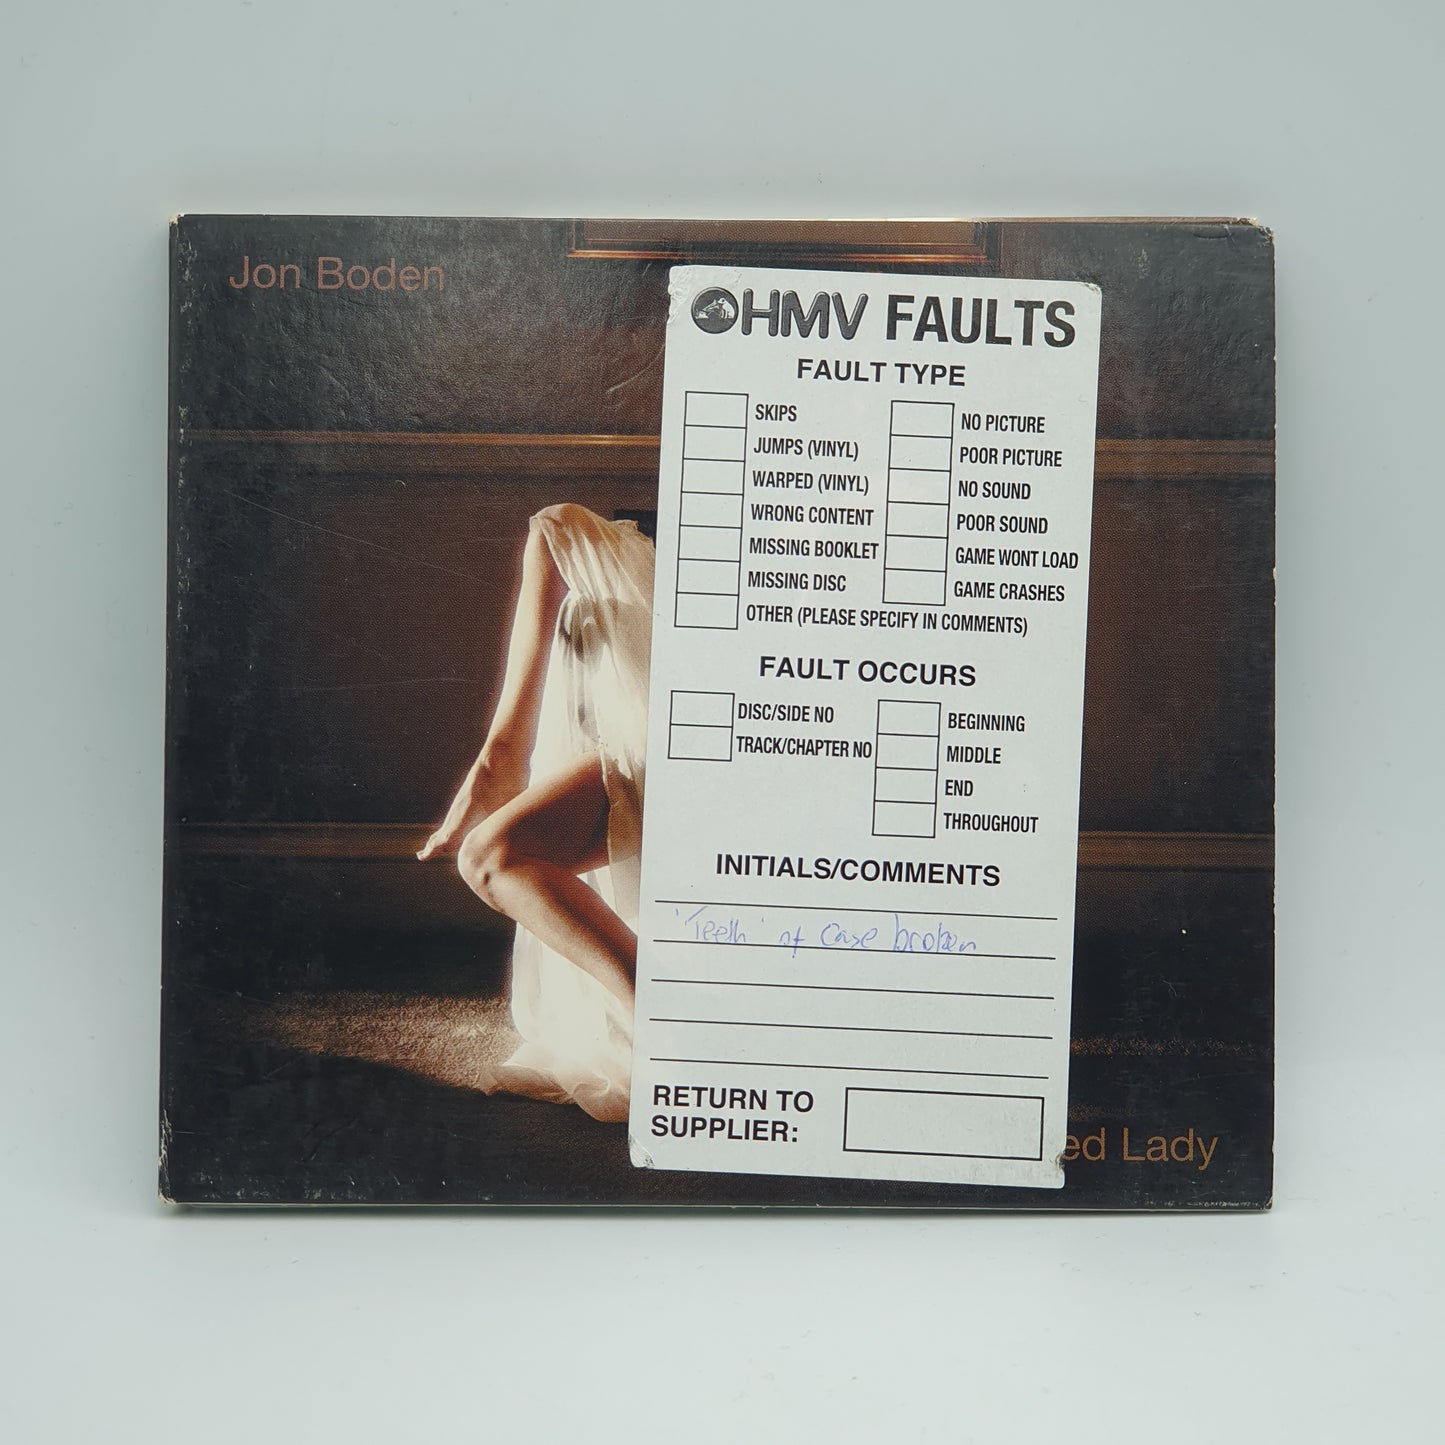 Jon Boden
HMV FAULTS
FAULT TYPE
SKIPS
JUMPS (VINYL)
WARPED (VINYL)
WRONG CONTENT
MISSING BOOKLET
MISSING DISC
OTHER (PLEASE SPECIFY IN COMMENTS)
NO PICTURE
POOR PICTURE
NO SOUND
POOR SOUND
GAME WONT LOAD
GAME CRASHES
FAULT OCCURS
DISC/SIDE NO
TRACK/CHAPTER NO
BEGINNING
MIDDLE
END
THROUGHOUT
INITIALS/COMMENTS
'Teeth' of case broken
RETURN TO
SUPPLIER:
ed Lady